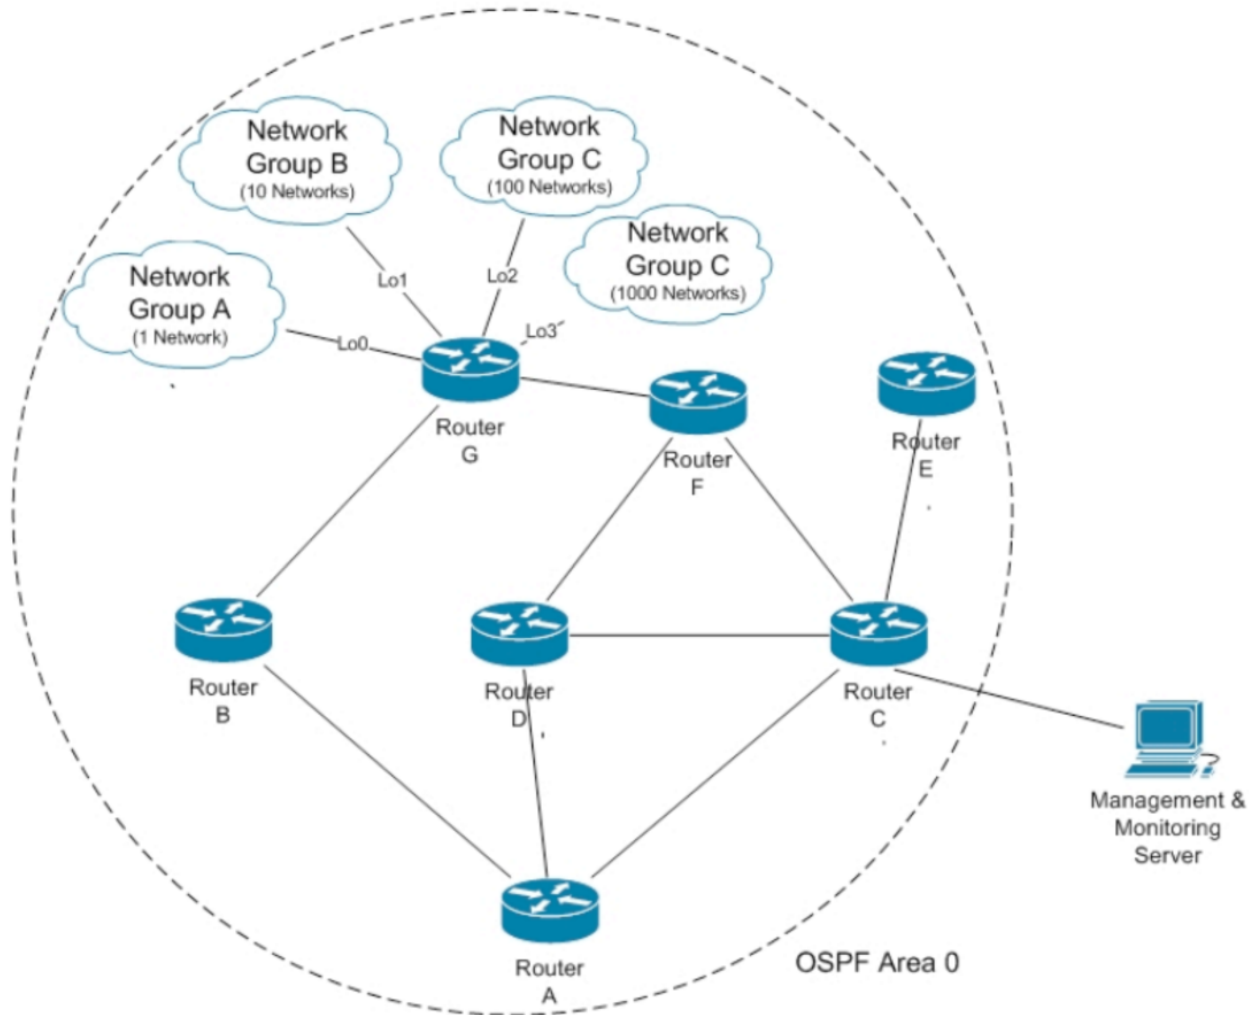 Network
Group B
(10 Networks)
Network
Group C
(100 Networks)
Network
Group C
(1000 Networks)
Network
Group A
(1 Network)
Lo1
Lo2
Lo3
Lo0
Router
G
Router
F
Router
E
Router
B
Router
D
Router
C
Management &
Monitoring
Server
Router
A
OSPF Area 0